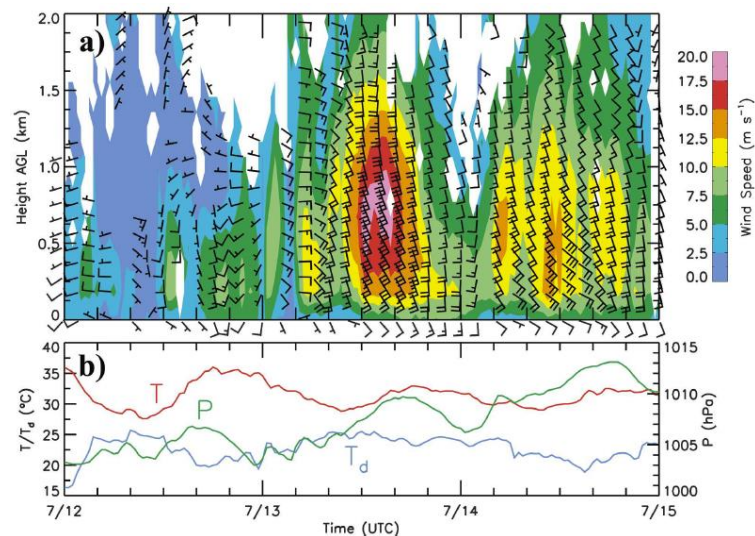 a)
2.0
1.5
1.0
0.5
0
Height AGL (km)
20.0
17.5
15.0
12.5
10.0
7.5
5.0
2.5
0.0
Wind Speed (m s⁻¹)
b)
40
35
30
25
20
15
T/T_d (°C)
T
P
T_d
1015
1010
1005
1000
P (hPa)
7/12 7/13 7/14 7/15
Time (UTC)